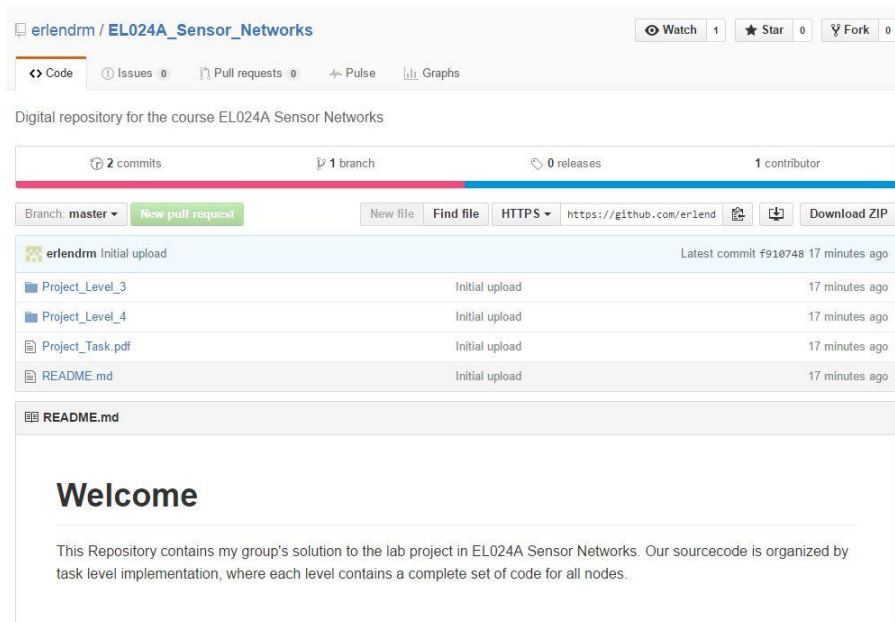 erlendrm / EL024A_Sensor_Networks Watch 1 Star 0 Fork 0
Code Issues 0 Pull requests 0 Pulse Graphs
Digital repository for the course EL024A Sensor Networks
2 commits 1 branch 0 releases 1 contributor
Branch: master New pull request New file Find file HTTPS https://github.com/erlend Download ZIP
erlendrm Initial upload Latest commit f910748 17 minutes ago
Project_Level_3 Initial upload 17 minutes ago
Project_Level_4 Initial upload 17 minutes ago
Project_Task.pdf Initial upload 17 minutes ago
README.md Initial upload 17 minutes ago
README.md
Welcome
This Repository contains my group's solution to the lab project in EL024A Sensor Networks. Our sourcecode is organized by
task level implementation, where each level contains a complete set of code for all nodes.